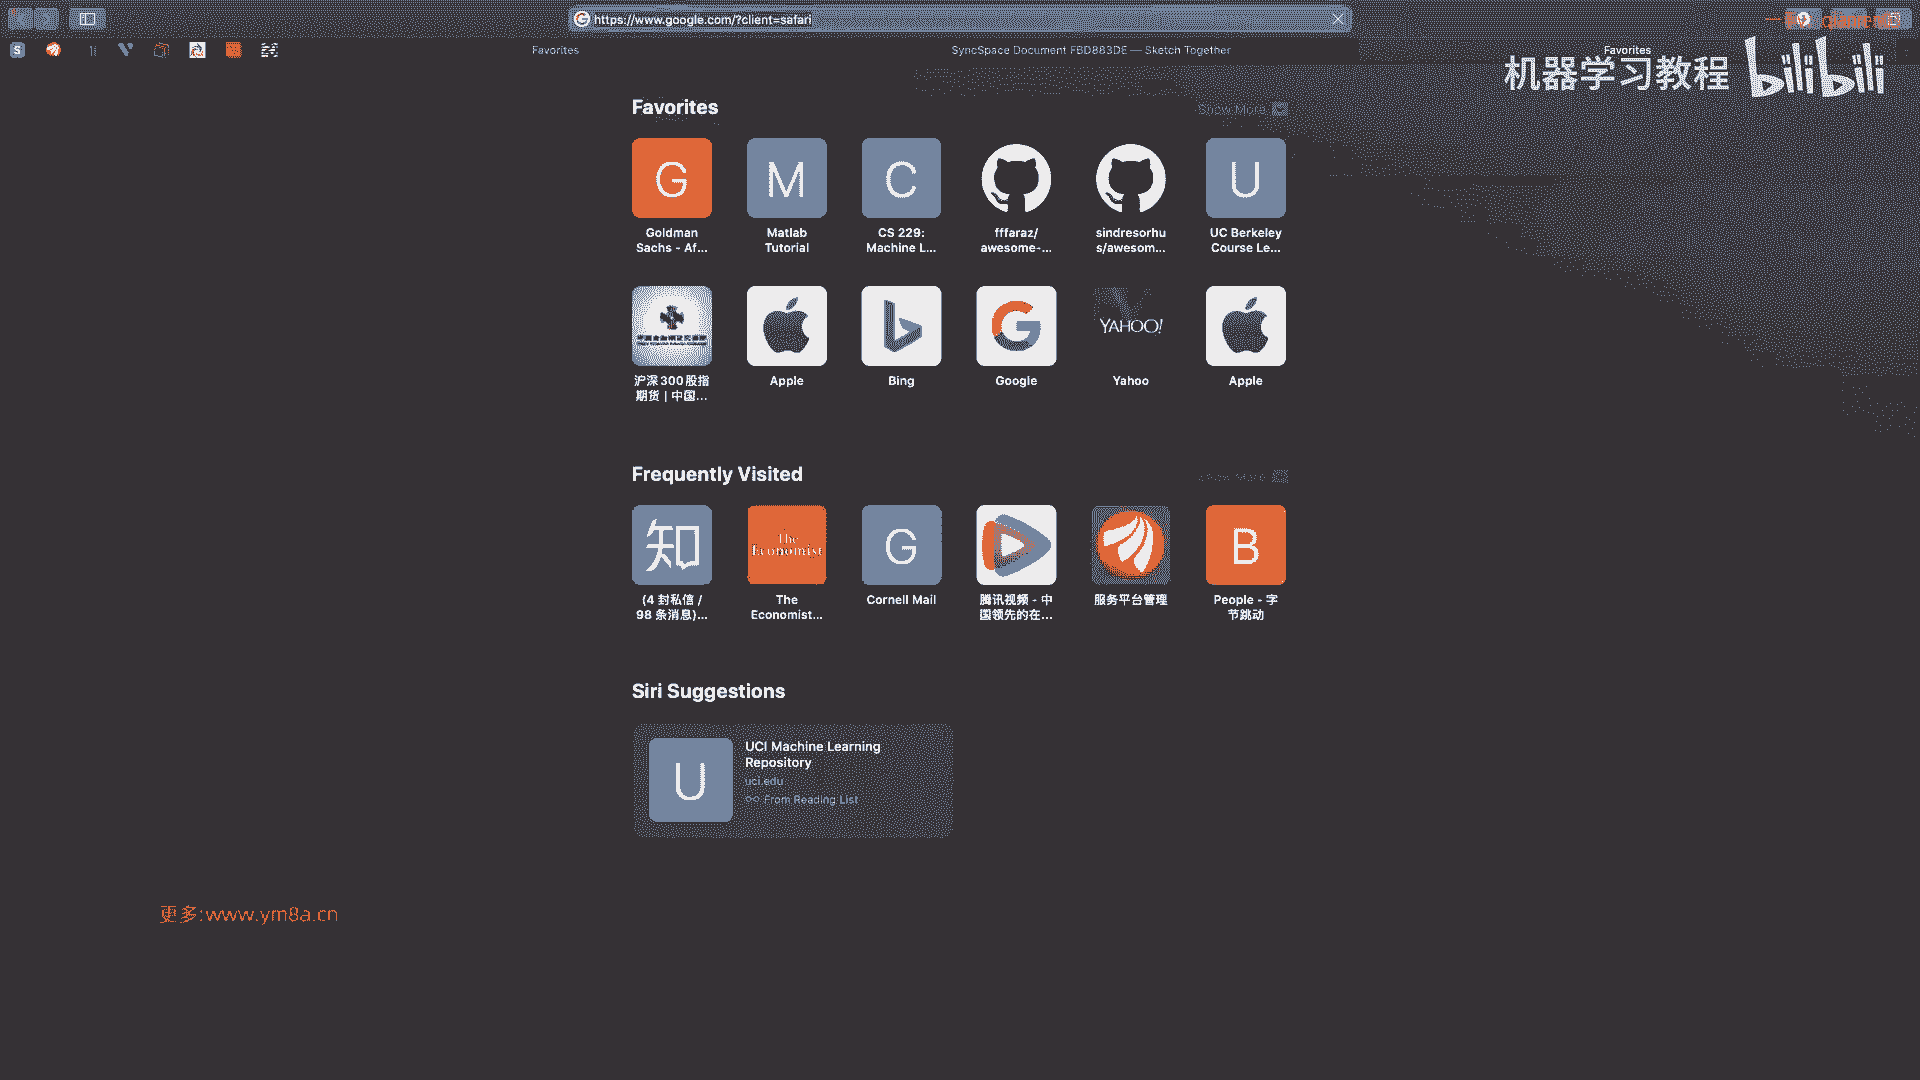 https://www.google.com/?client=safari
Favorites
SyncSpace Document FBD883DE — Sketch Together
Favorites
机器学习教程 bilibili
Favorites
Show More
G
M
C
U
Goldman
Sachs - Af...
Matlab
Tutorial
CS 229:
Machine L...
fffaraz/
awesome-...
sindresorhu
s/awesom...
UC Berkeley
Course Le...
YAHOO!
沪深300股指
期货 | 中国...
Apple
Bing
Google
Yahoo
Apple
Frequently Visited
Show More
知
The
Economist
G
B
(4 封私信 /
98 条消息)...
The
Economist...
Cornell Mail
腾讯视频 - 中
国领先的在...
服务平台管理
People - 字
节跳动
Siri Suggestions
U
UCI Machine Learning
Repository
uci.edu
From Reading List
更多:www.ym8a.cn